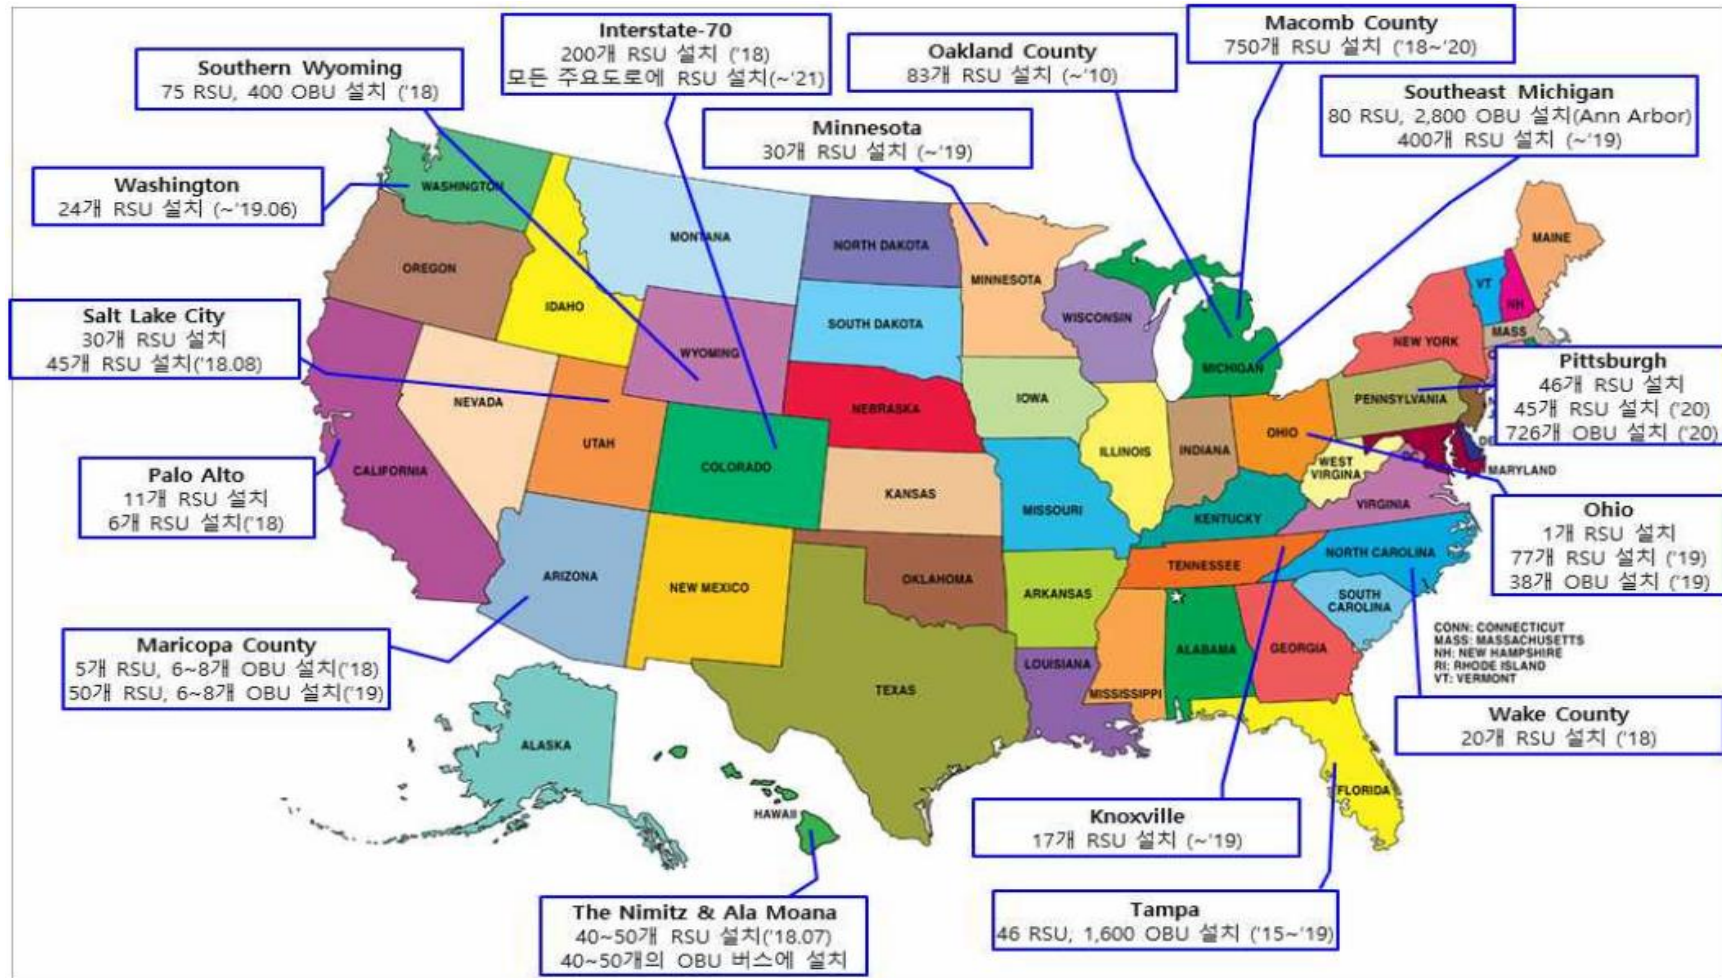 Macomb County
750개 RSU 설치 ('18~'20)
Interstate-70
200개 RSU 설치 ('18)
모든 주요도로에 RSU 설치(~'21)
Oakland County
83개 RSU 설치 (~'10)
Southern Wyoming
75 RSU, 400 OBU 설치 ('18)
Southeast Michigan
80 RSU, 2,800 OBU 설치(Ann Arbor)
400개 RSU 설치 (~'19)
Minnesota
30개 RSU 설치 (~'19)
Washington
24개 RSU 설치 (~'19.06)
WASHINGTON
MONTANA
NORTH DAKOTA
MAINE
OREGON
IDAHO
MINNESOTA
VT
NH
Salt Lake City
30개 RSU 설치
45개 RSU 설치('18.08)
SOUTH DAKOTA
WISCONSIN
MASS
NEW YORK
WYOMING
MICHIGAN
Pittsburgh
46개 RSU 설치
45개 RSU 설치 ('20)
726개 OBU 설치 ('20)
NEVADA
NEBRASKA
IOWA
PENNSYLVANIA
UTAH
COLORADO
ILLINOIS
INDIANA
OHIO
WEST
VIRGINA
DC
DE
MARYLAND
Palo Alto
11개 RSU 설치
6개 RSU 설치('18)
CALIFORNIA
KANSAS
MISSOURI
KENTUCKY
VIRGINIA
Ohio
1개 RSU 설치
77개 RSU 설치 ('19)
38개 OBU 설치 ('19)
ARIZONA
NEW MEXICO
OKLAHOMA
ARKANSAS
TENNESSEE
NORTH CAROLINA
SOUTH
CAROLINA
Maricopa County
5개 RSU, 6~8개 OBU 설치('18)
50개 RSU, 6~8개 OBU 설치('19)
TEXAS
LOUISIANA
MISSISSIPPI
ALABAMA
GEORGIA
CONN: CONNECTICUT
MASS: MASSACHUSETTS
NH: NEW HAMPSHIRE
RI: RHODE ISLAND
VT: VERMONT
Wake County
20개 RSU 설치 ('18)
ALASKA
HAWAII
FLORIDA
Knoxville
17개 RSU 설치 (~'19)
The Nimitz & Ala Moana
40~50개 RSU 설치('18.07)
40~50개의 OBU 버스에 설치
Tampa
46 RSU, 1,600 OBU 설치 ('15~'19)